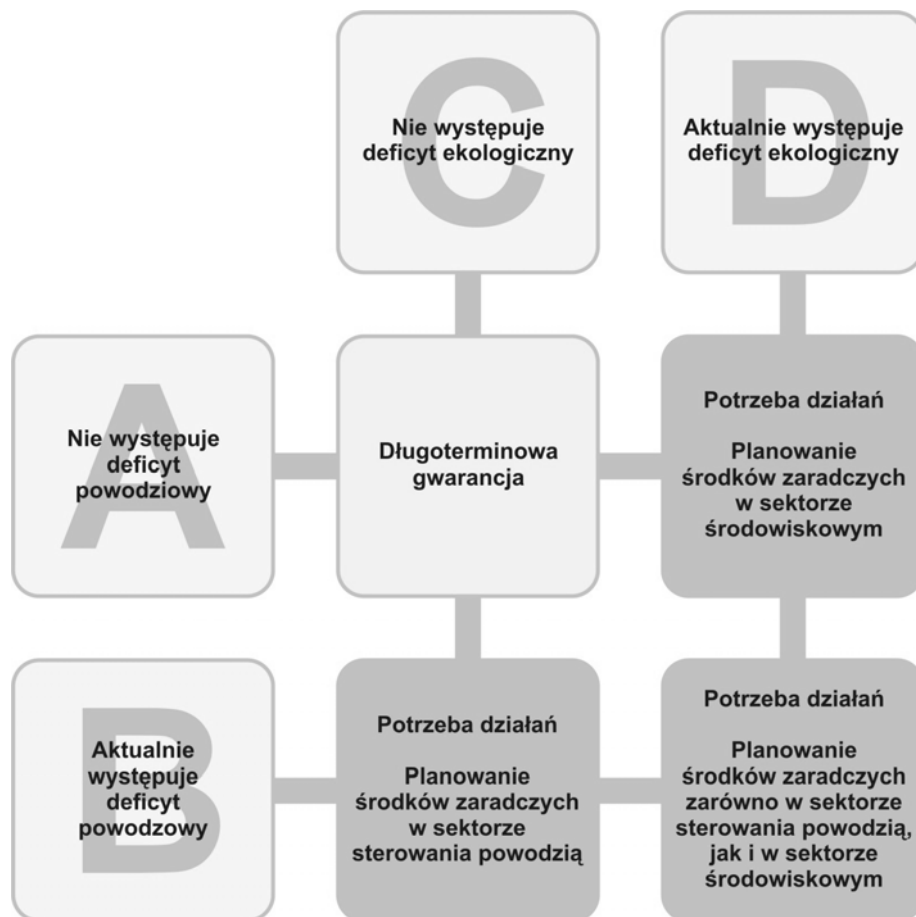 C
Nie występuje
deficyt ekologiczny
D
Aktualnie występuje
deficyt ekologiczny
A
Nie występuje
deficyt
powodziowy
Długoterminowa
gwarancja
Potrzeba działań
Planowanie
środków zaradczych
w sektorze
środowiskowym
B
Aktualnie
występuje
deficyt
powodzowy
Potrzeba działań
Planowanie
środków zaradczych
w sektorze
sterowania powodzią
Potrzeba działań
Planowanie
środków zaradczych
zarówno w sektorze
sterowania powodzią,
jak i w sektorze
środowiskowym